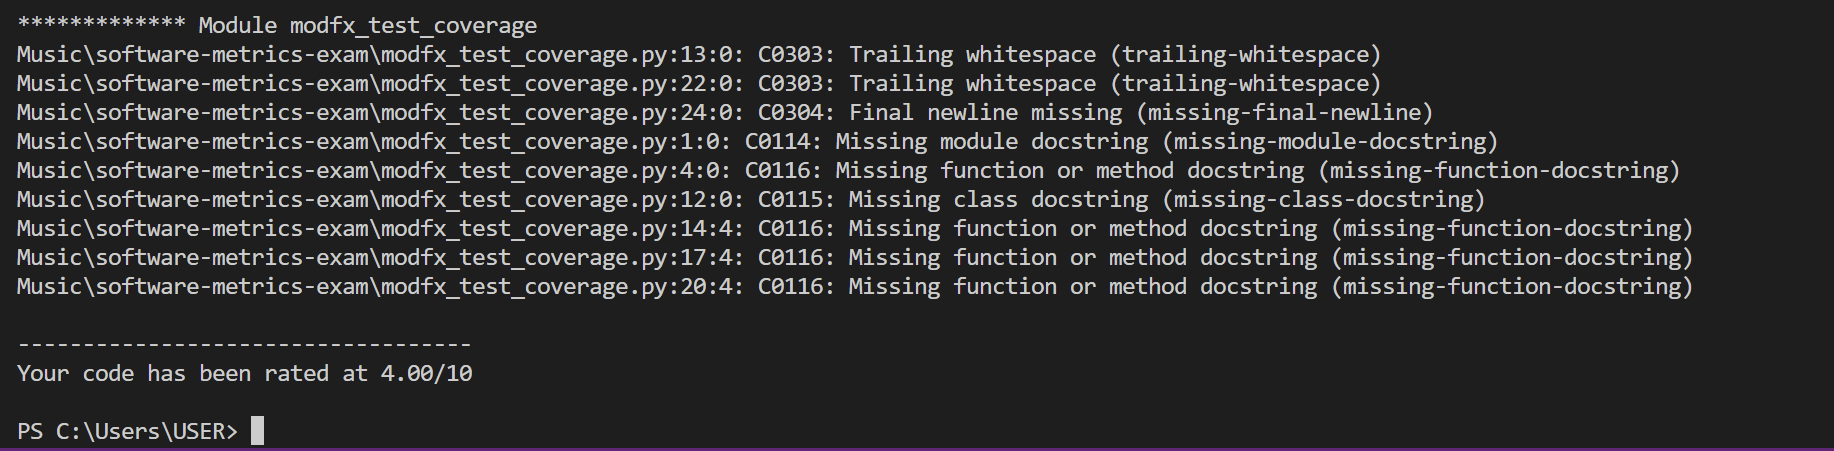 ************* Module modfx_test_coverage
Music\software-metrics-exam\modfx_test_coverage.py:13:0: C0303: Trailing whitespace (trailing-whitespace)
Music\software-metrics-exam\modfx_test_coverage.py:22:0: C0303: Trailing whitespace (trailing-whitespace)
Music\software-metrics-exam\modfx_test_coverage.py:24:0: C0304: Final newline missing (missing-final-newline)
Music\software-metrics-exam\modfx_test_coverage.py:1:0: C0114: Missing module docstring (missing-module-docstring)
Music\software-metrics-exam\modfx_test_coverage.py:4:0: C0116: Missing function or method docstring (missing-function-docstring)
Music\software-metrics-exam\modfx_test_coverage.py:12:0: C0115: Missing class docstring (missing-class-docstring)
Music\software-metrics-exam\modfx_test_coverage.py:14:4: C0116: Missing function or method docstring (missing-function-docstring)
Music\software-metrics-exam\modfx_test_coverage.py:17:4: C0116: Missing function or method docstring (missing-function-docstring)
Music\software-metrics-exam\modfx_test_coverage.py:20:4: C0116: Missing function or method docstring (missing-function-docstring)
-----------------------------------
Your code has been rated at 4.00/10
PS C:\Users\USER>